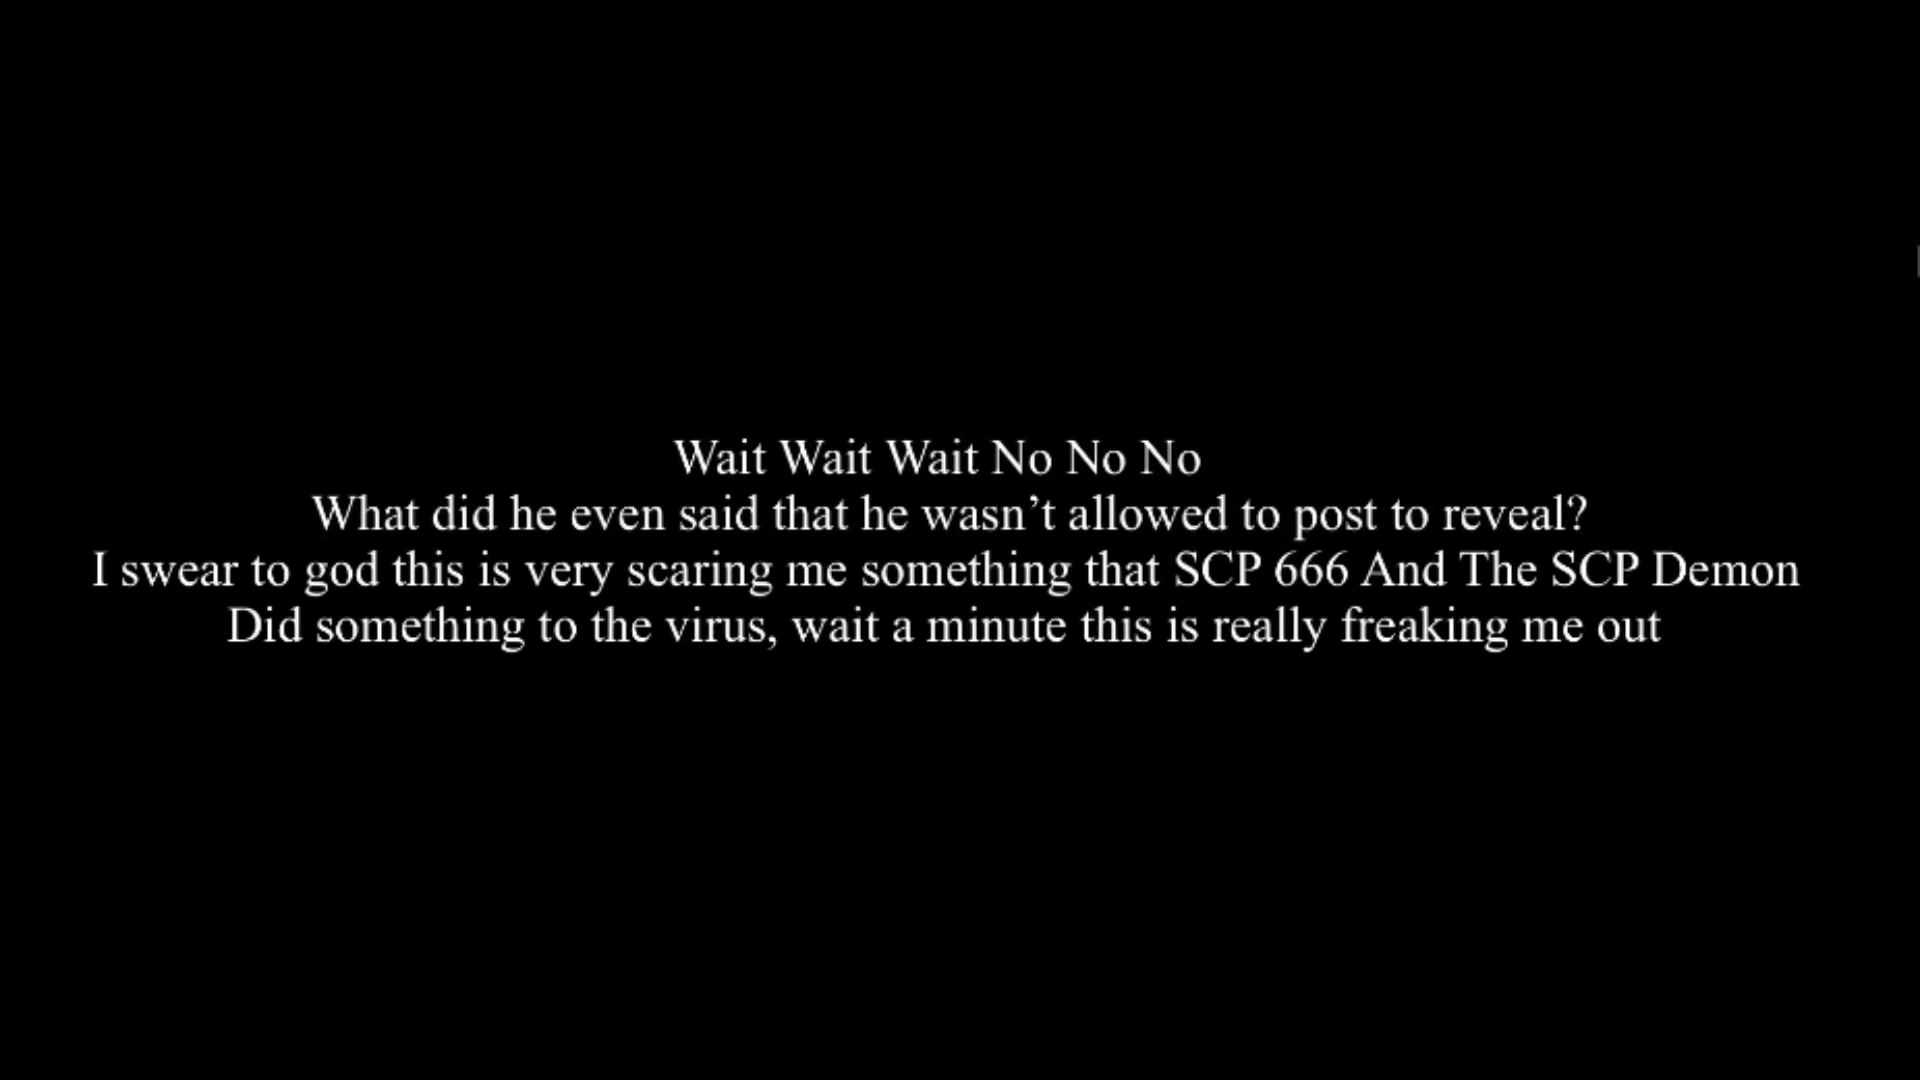 Wait Wait Wait No No No
What did he even said that he wasn’t allowed to post to reveal?
I swear to god this is very scaring me something that SCP 666 And The SCP Demon
Did something to the virus, wait a minute this is really freaking me out